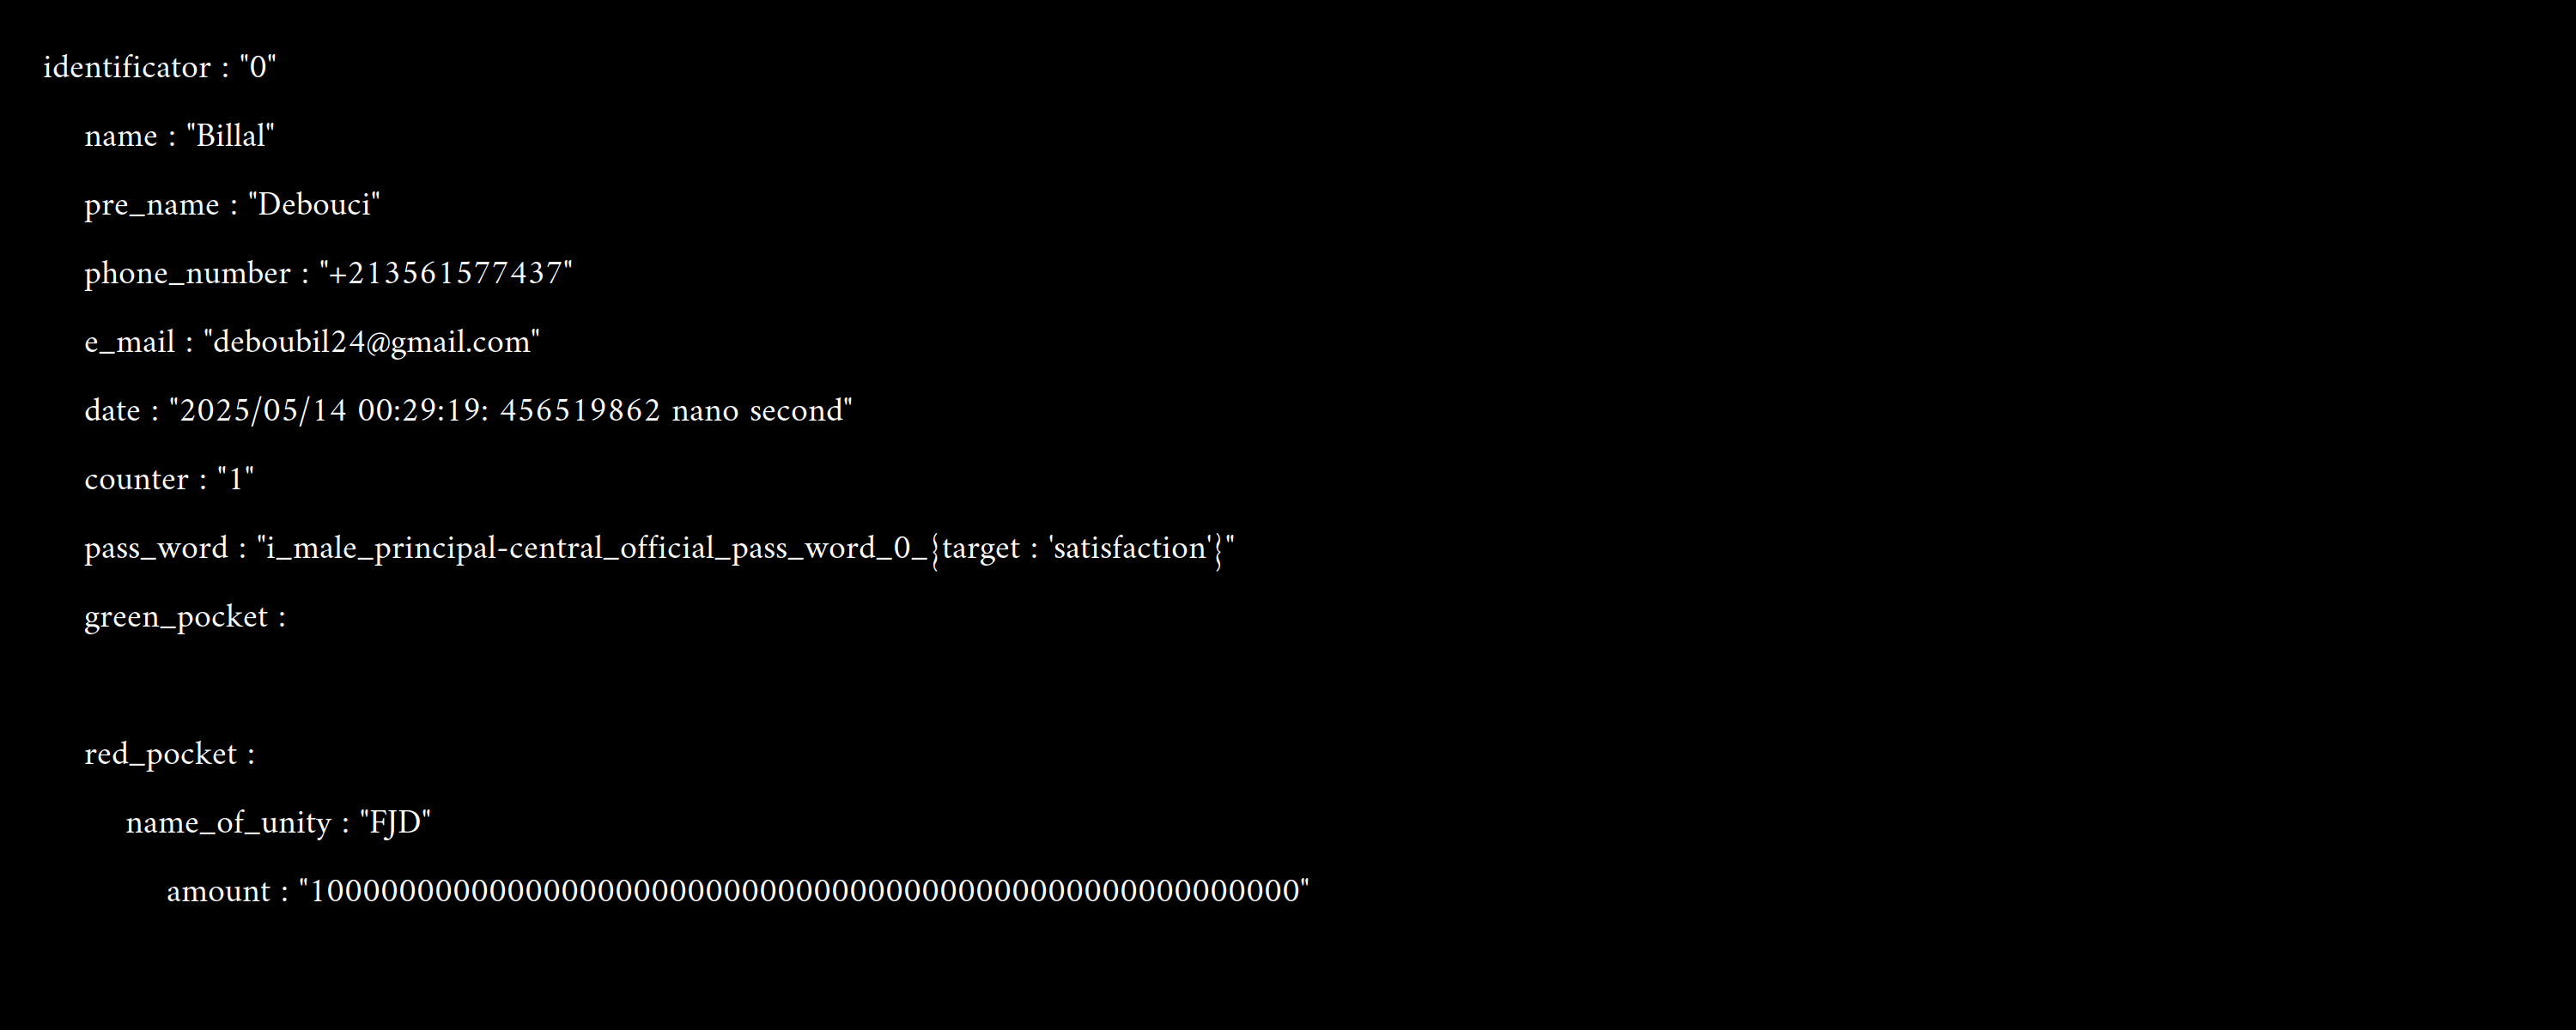 identificator : "0"
name : "Billal"
pre_name : "Debouci"
phone_number : "+213561577437"
e_mail : "deboubil24@gmail.com"
date : "2025/05/14 00:29:19: 456519862 nano second"
counter : "1"
pass_word : "i_male_principal-central_official_pass_word_0_{target : 'satisfaction'}"
green_pocket :
red_pocket :
name_of_unity : "FJD"
amount : "1000000000000000000000000000000000000000000000000000000"